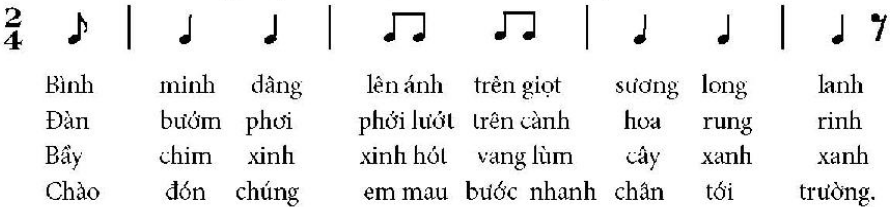 2
4
Bình minh dâng lên ánh trên giọt sương long lanh
Đàn bướm phơi phới lướt trên cành hoa rung rinh
Bầy chim xinh xinh hót vang lùm cây xanh xanh
Chào đón chúng em mau bước nhanh chân tới trường.